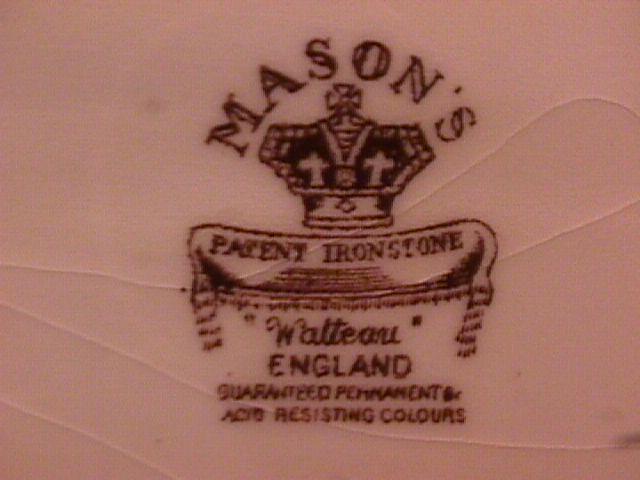 MASON'S
PATENT IRONSTONE
"Watteau"
ENGLAND
GUARANTEED PERMANENT &
ACID RESISTING COLOURS